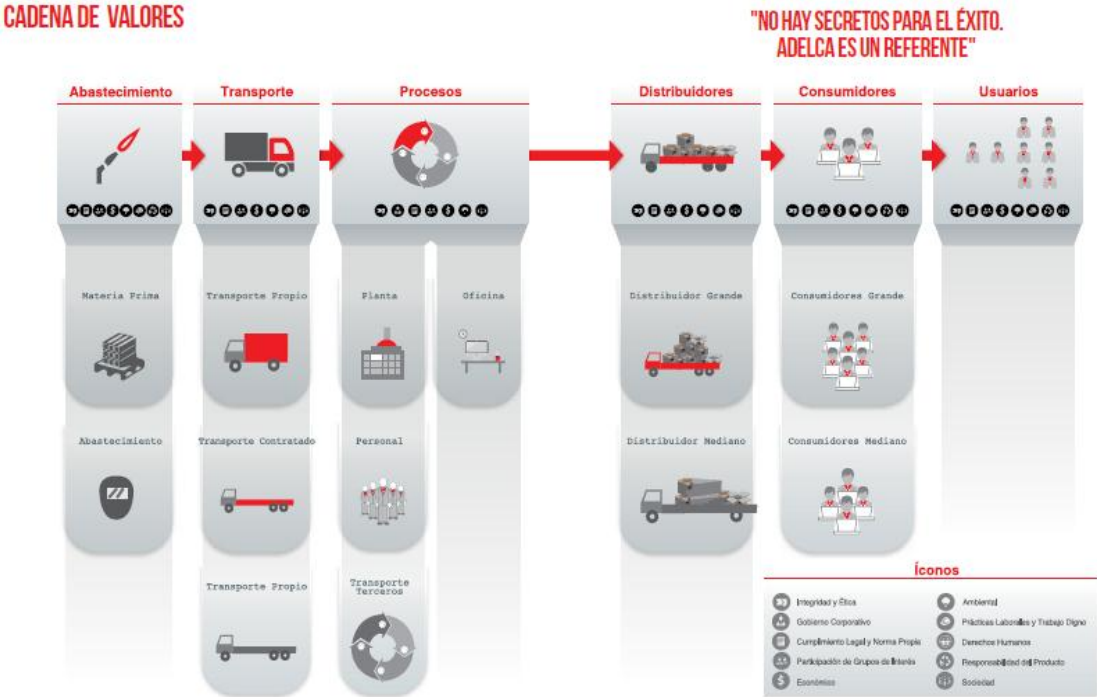 CADENA DE VALORES
"NO HAY SECRETOS PARA EL ÉXITO.
ADELCA ES UN REFERENTE"
Abastecimiento
Transporte
Procesos
Distribuidores
Consumidores
Usuarios
Materia Prima
Transporte Propio
Planta
Oficina
Distribuidor Grande
Consumidores Grande
Abastecimiento
Transporte Contratado
Personal
Distribuidor Mediano
Consumidores Mediano
Transporte Propio
Transporte
Terceros
Íconos
Integridad y Ética
Gobierno Corporativo
Cumplimiento Legal y Norma Propia
Participación de Grupos de Interés
Económico
Ambiental
Prácticas Laborales y Trabajo Digno
Derechos Humanos
Responsabilidad del Producto
Sociedad